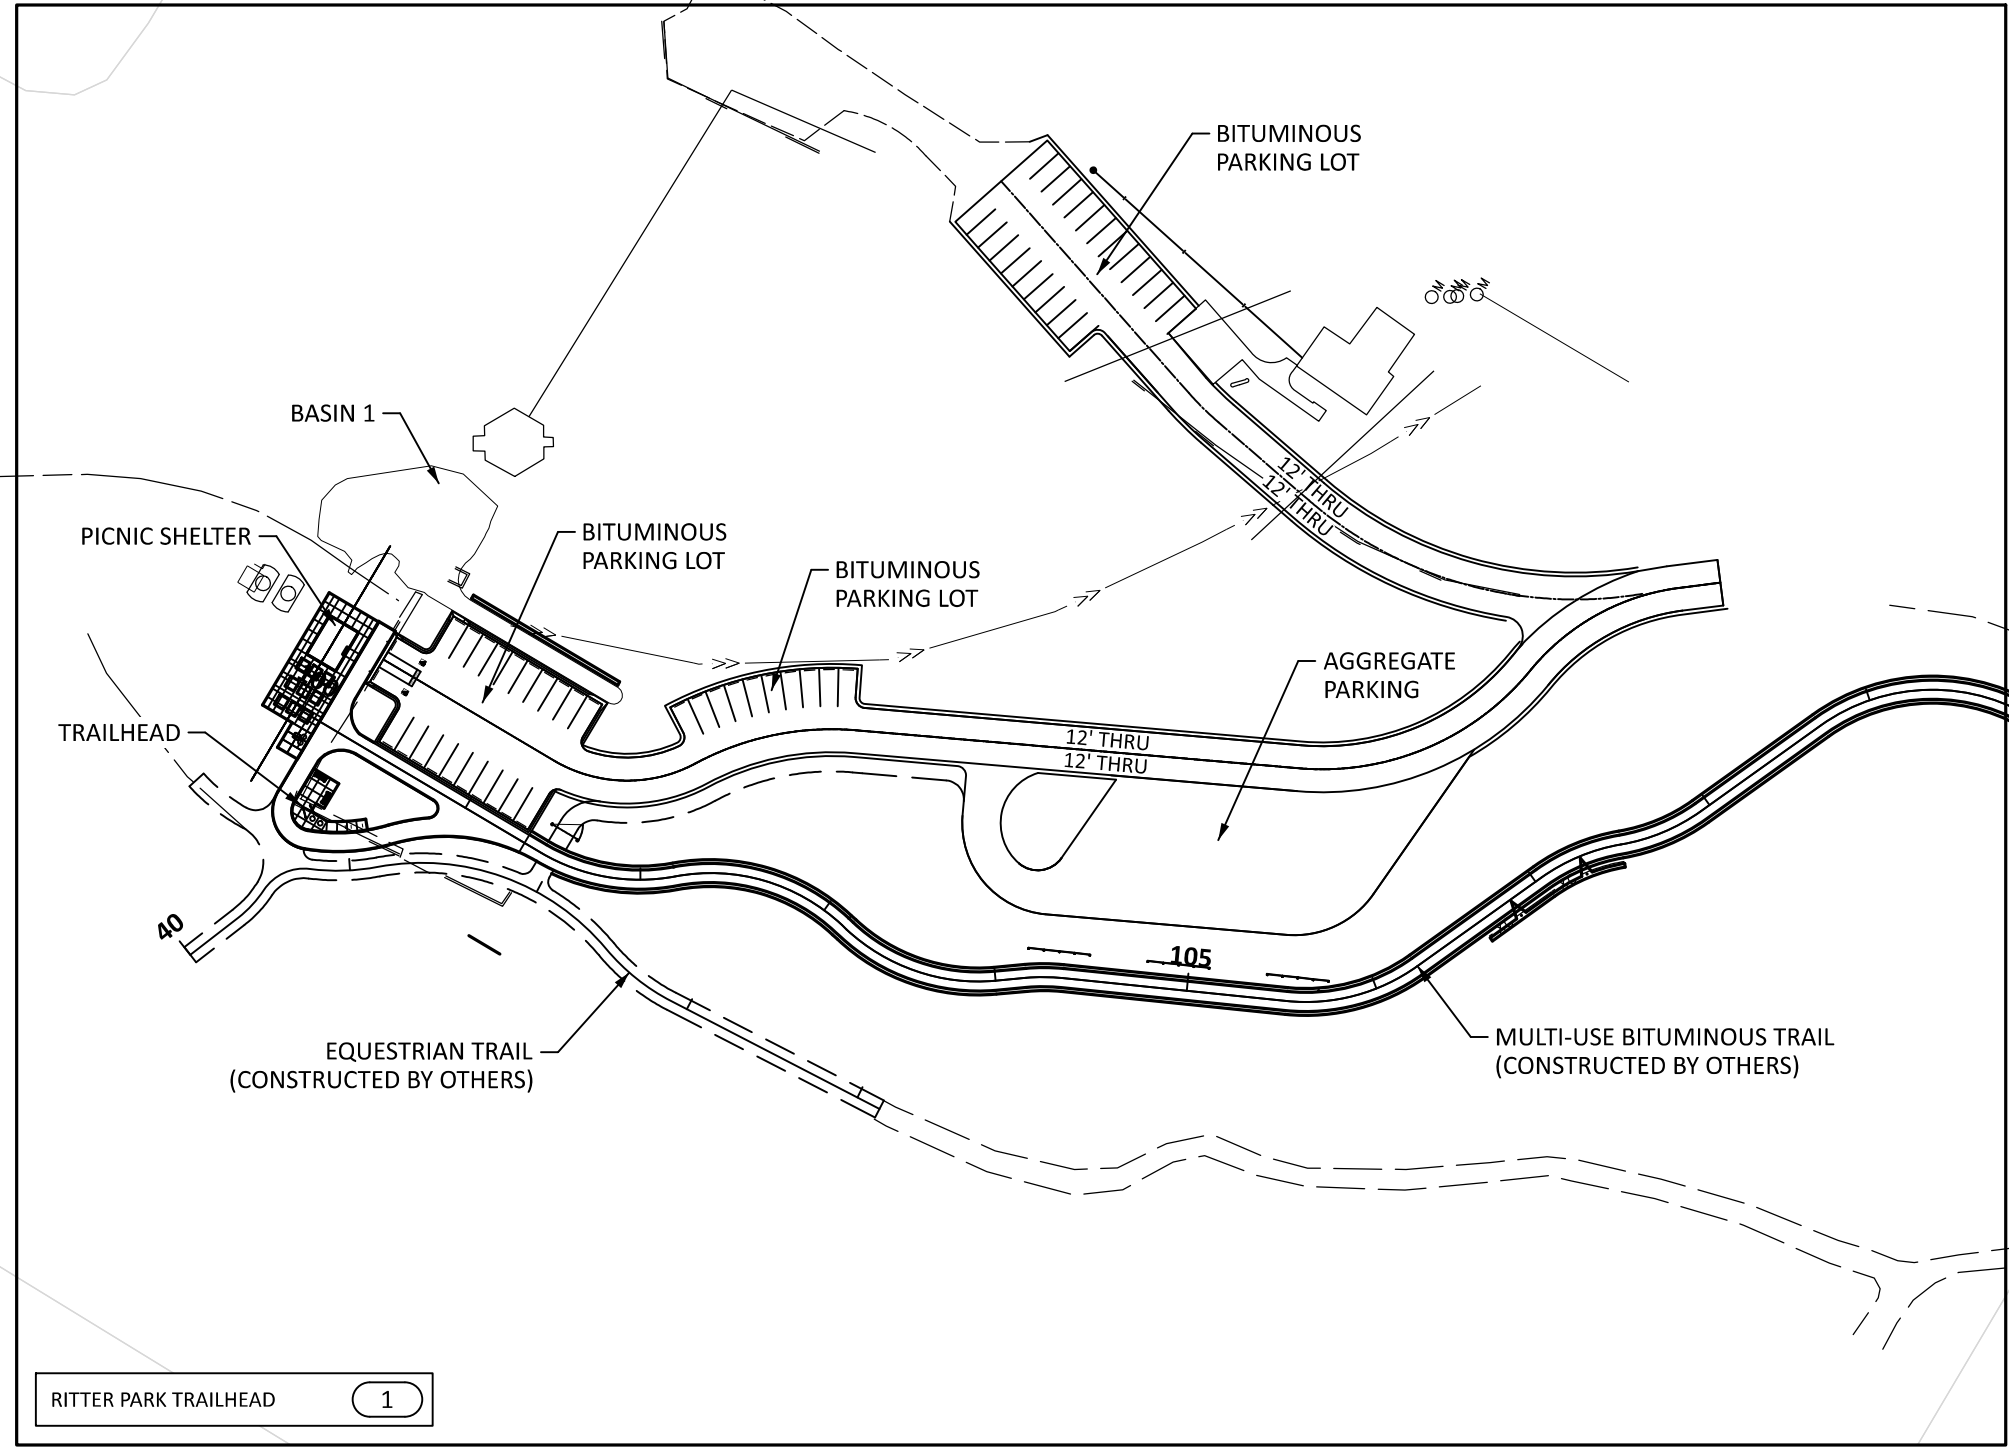 BITUMINOUS
PARKING LOT
M
M
M
M
BASIN 1
12' THRU
12' THRU
PICNIC SHELTER
BITUMINOUS
PARKING LOT
BITUMINOUS
PARKING LOT
AGGREGATE
PARKING
TRAILHEAD
12' THRU
12' THRU
40
105
EQUESTRIAN TRAIL
(CONSTRUCTED BY OTHERS)
MULTI-USE BITUMINOUS TRAIL
(CONSTRUCTED BY OTHERS)
RITTER PARK TRAILHEAD
1